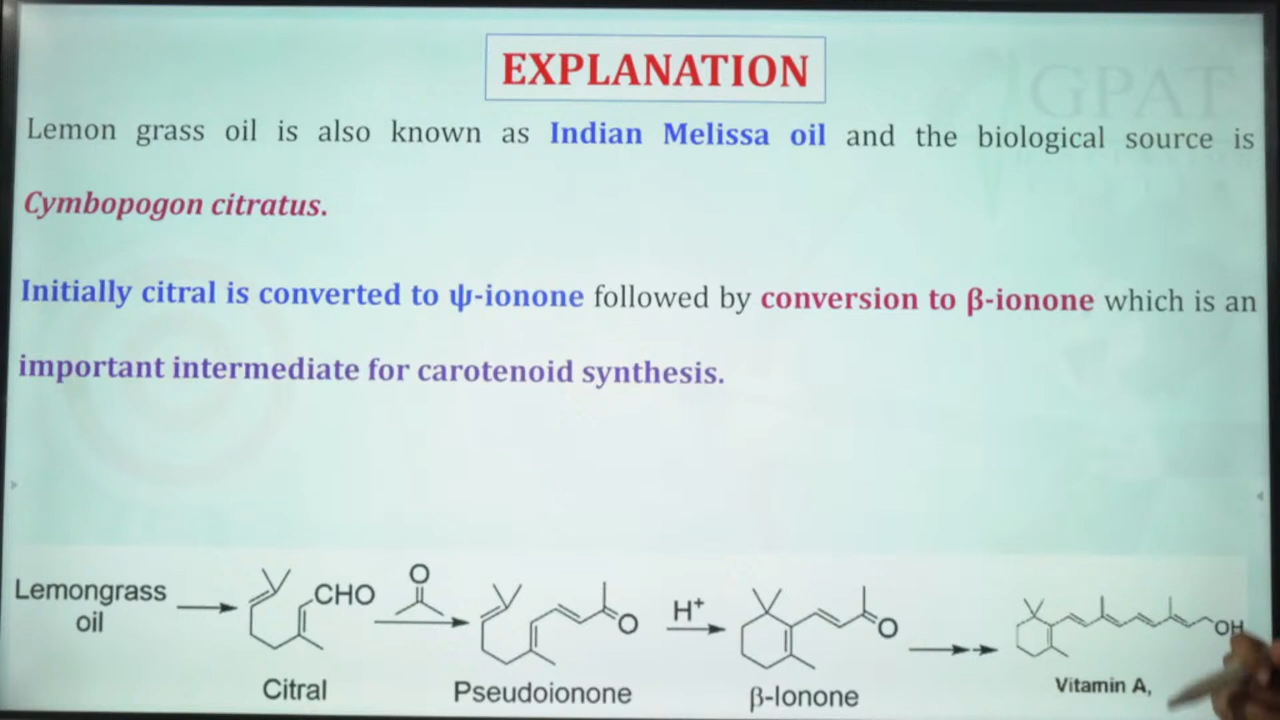 GPAT
EXPLANATION
Lemon grass oil is also known as Indian Melissa oil and the biological source is
Cymbopogon citratus.
Initially citral is converted to ψ-ionone followed by conversion to β-ionone which is an
important intermediate for carotenoid synthesis.
Lemongrass
oil
CHO
Citral
O
O
Pseudoionone
H+
O
β-Ionone
OH
Vitamin A,